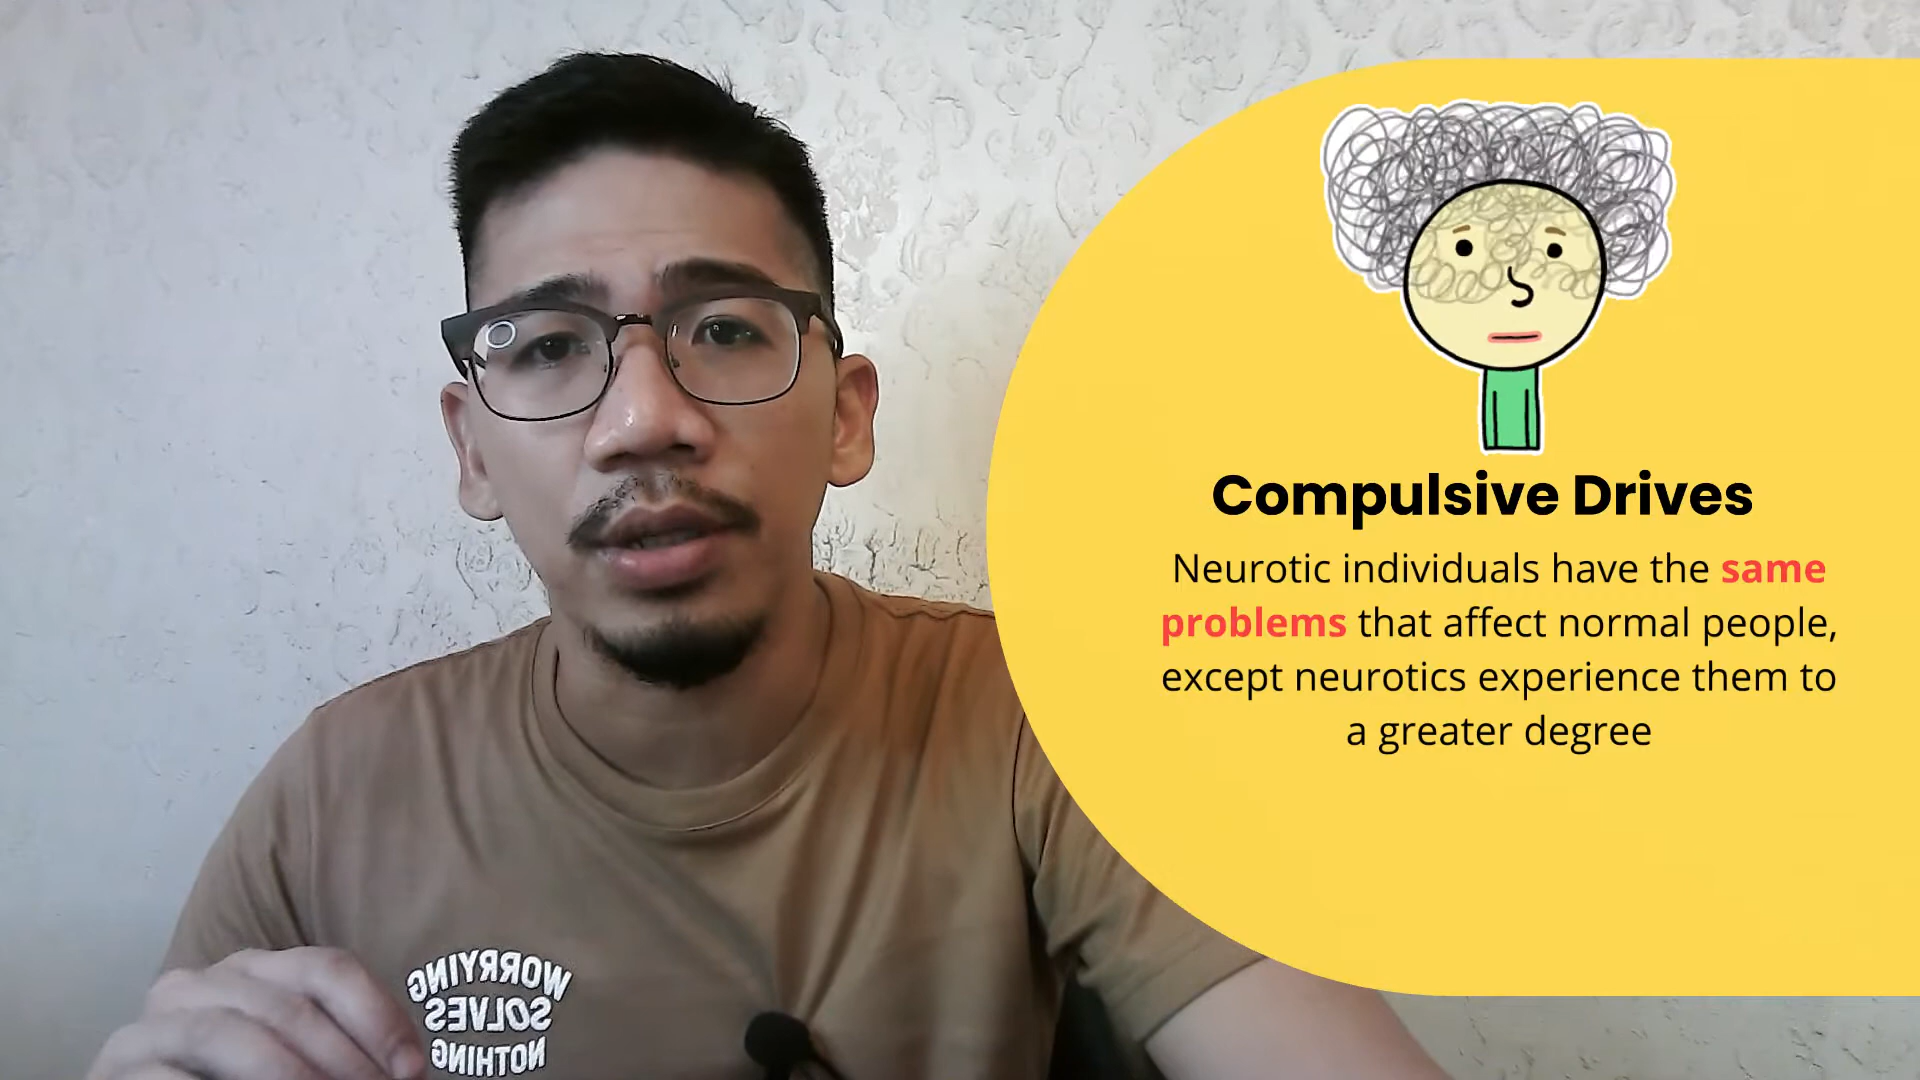 Compulsive Drives
Neurotic individuals have the same
problems that affect normal people,
except neurotics experience them to
a greater degree
WORRYING
SOLVES
NOTHING